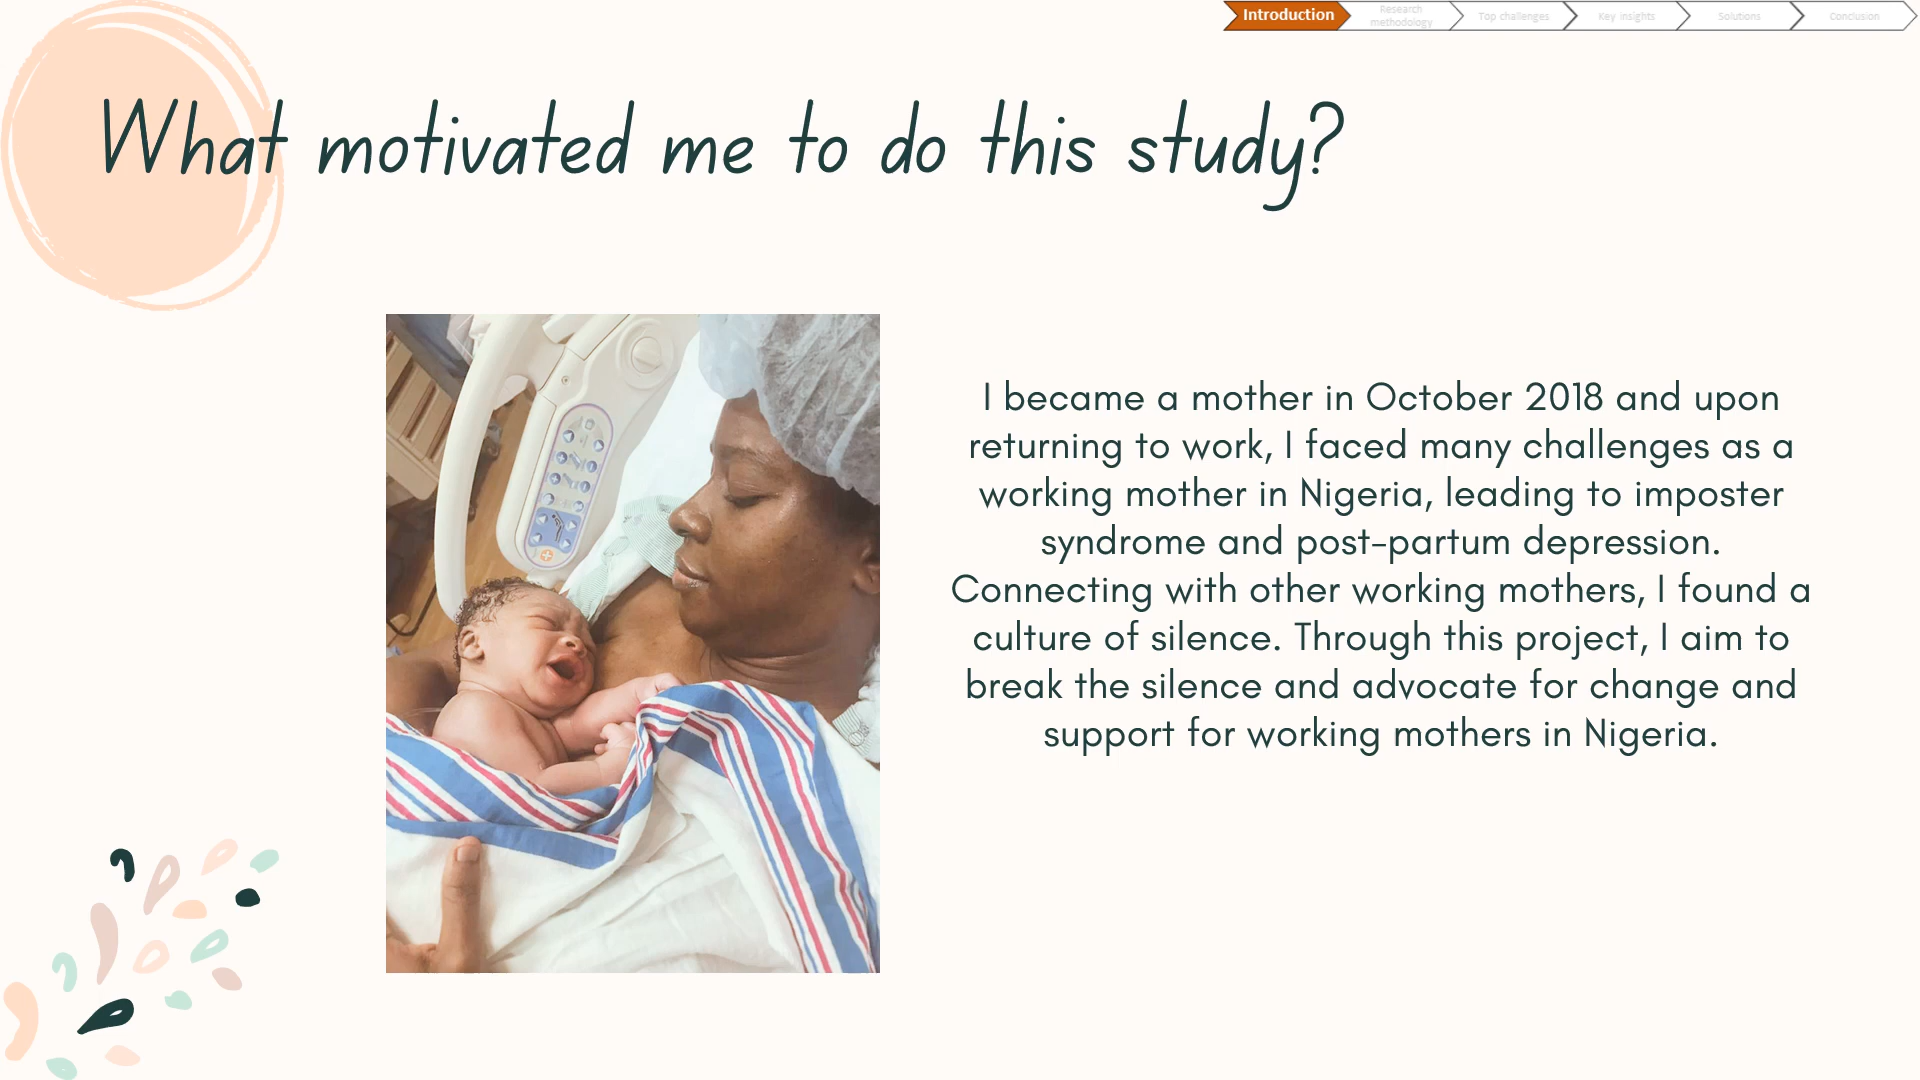 Introduction
Research
methodology
Top challenges
Key insights
Solutions
Conclusion
What motivated me to do this study?
I became a mother in October 2018 and upon
returning to work, I faced many challenges as a
working mother in Nigeria, leading to imposter
syndrome and post-partum depression.
Connecting with other working mothers, I found a
culture of silence. Through this project, I aim to
break the silence and advocate for change and
support for working mothers in Nigeria.